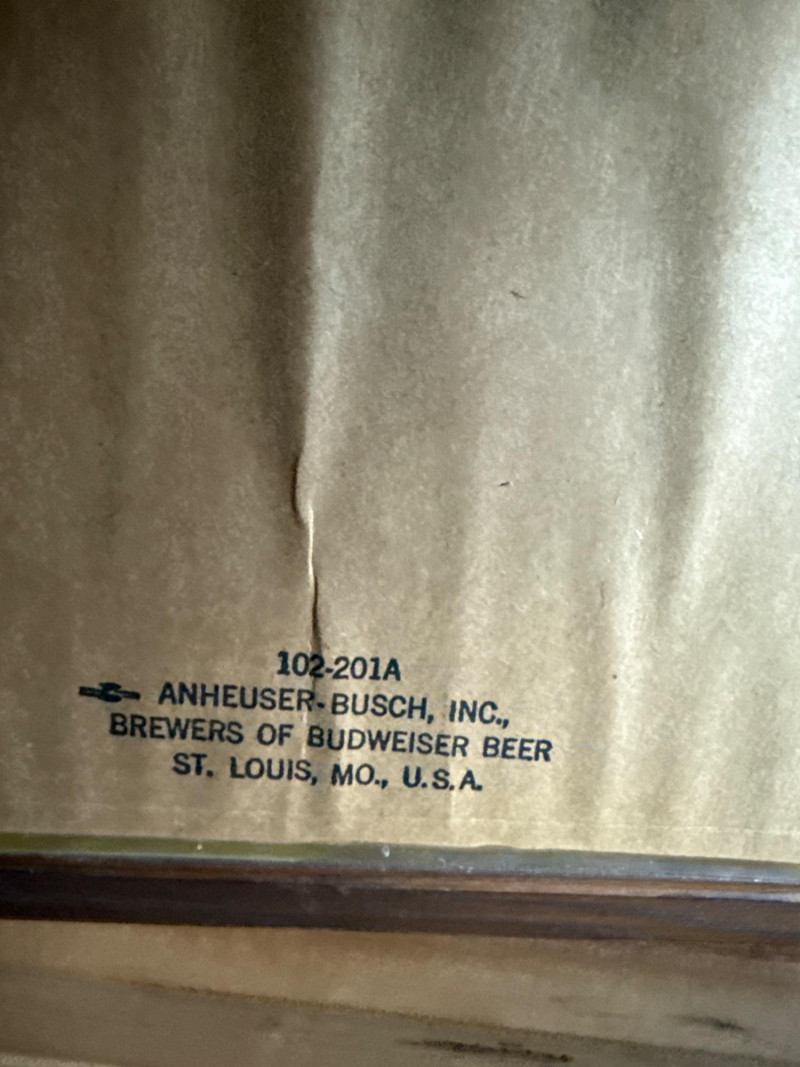 102-201A
ANHEUSER-BUSCH, INC.,
BREWERS OF BUDWEISER BEER
ST. LOUIS, MO., U.S.A.